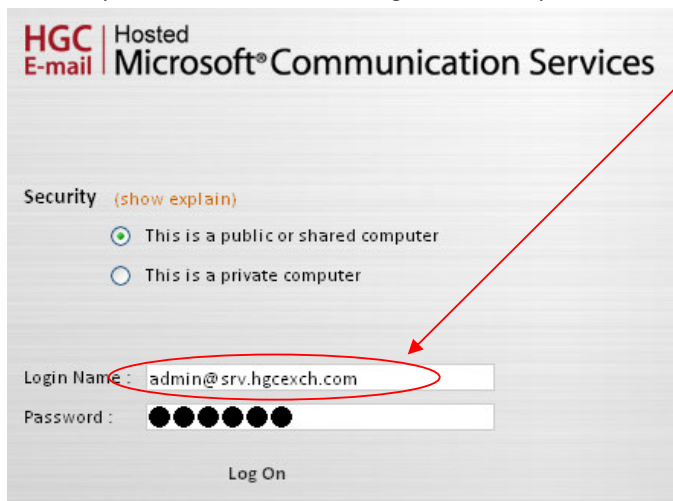 HGC E-mail
Hosted
Microsoft® Communication Services
Security (show explain)
This is a public or shared computer
This is a private computer
Login Name : admin@srv.hgcexch.com
Password : ●●●●●●
Log On